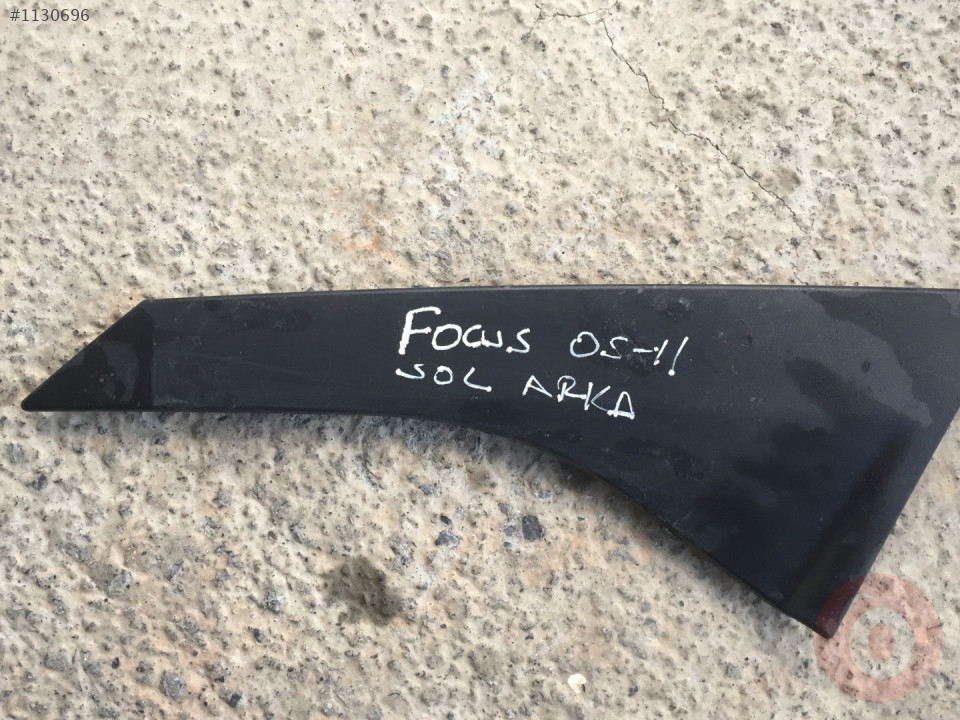 #1130696
Focus 05-11
SOL ARKA